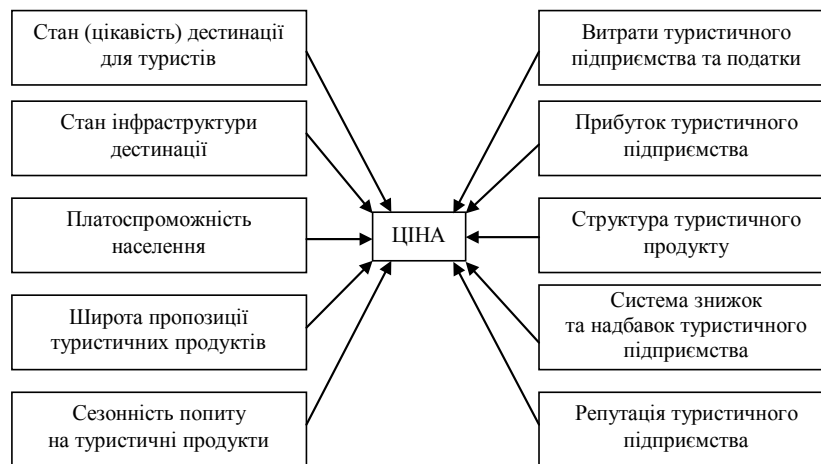 Стан (цікавість) дестинації
для туристів
Стан інфраструктури
дестинації
Платоспроможність
населення
Широта пропозиції
туристичних продуктів
Сезонність попиту
на туристичні продукти
ЦІНА
Витрати туристичного
підприємства та податки
Прибуток туристичного
підприємства
Структура туристичного
продукту
Система знижок
та надбавок туристичного
підприємства
Репутація туристичного
підприємства